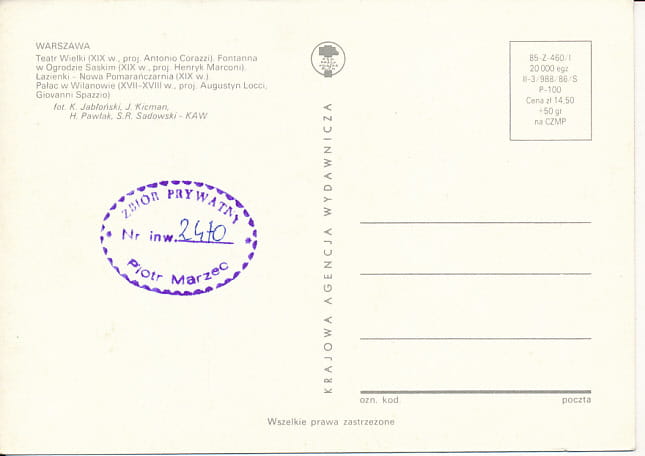 WARSZAWA
Teatr Wielki (XIX w., proj. Antonio Corazzi). Fontanna
w Ogrodzie Saskim (XIX w., proj. Henryk Marconi).
Łazienki – Nowa Pomarańczarnia (XIX w.)
Pałac w Wilanowie (XVII–XVIII w., proj. Augustyn Locci,
Giovanni Spazzio)
fot. K. Jabłoński, J. Kicman,
H. Pawlak, S.R. Sadowski - KAW
ZBIÓR PRYWATNY
Nr inw. 2470
Piotr Marzec
KRAJOWA AGENCJA WYDAWNICZA
85-Z-460/I
20 000 egz
II-3/988/86/S
P-100
Cena zł 14,50
+50 gr
na CZMP
ozn. kod poczta
Wszelkie prawa zastrzeżone